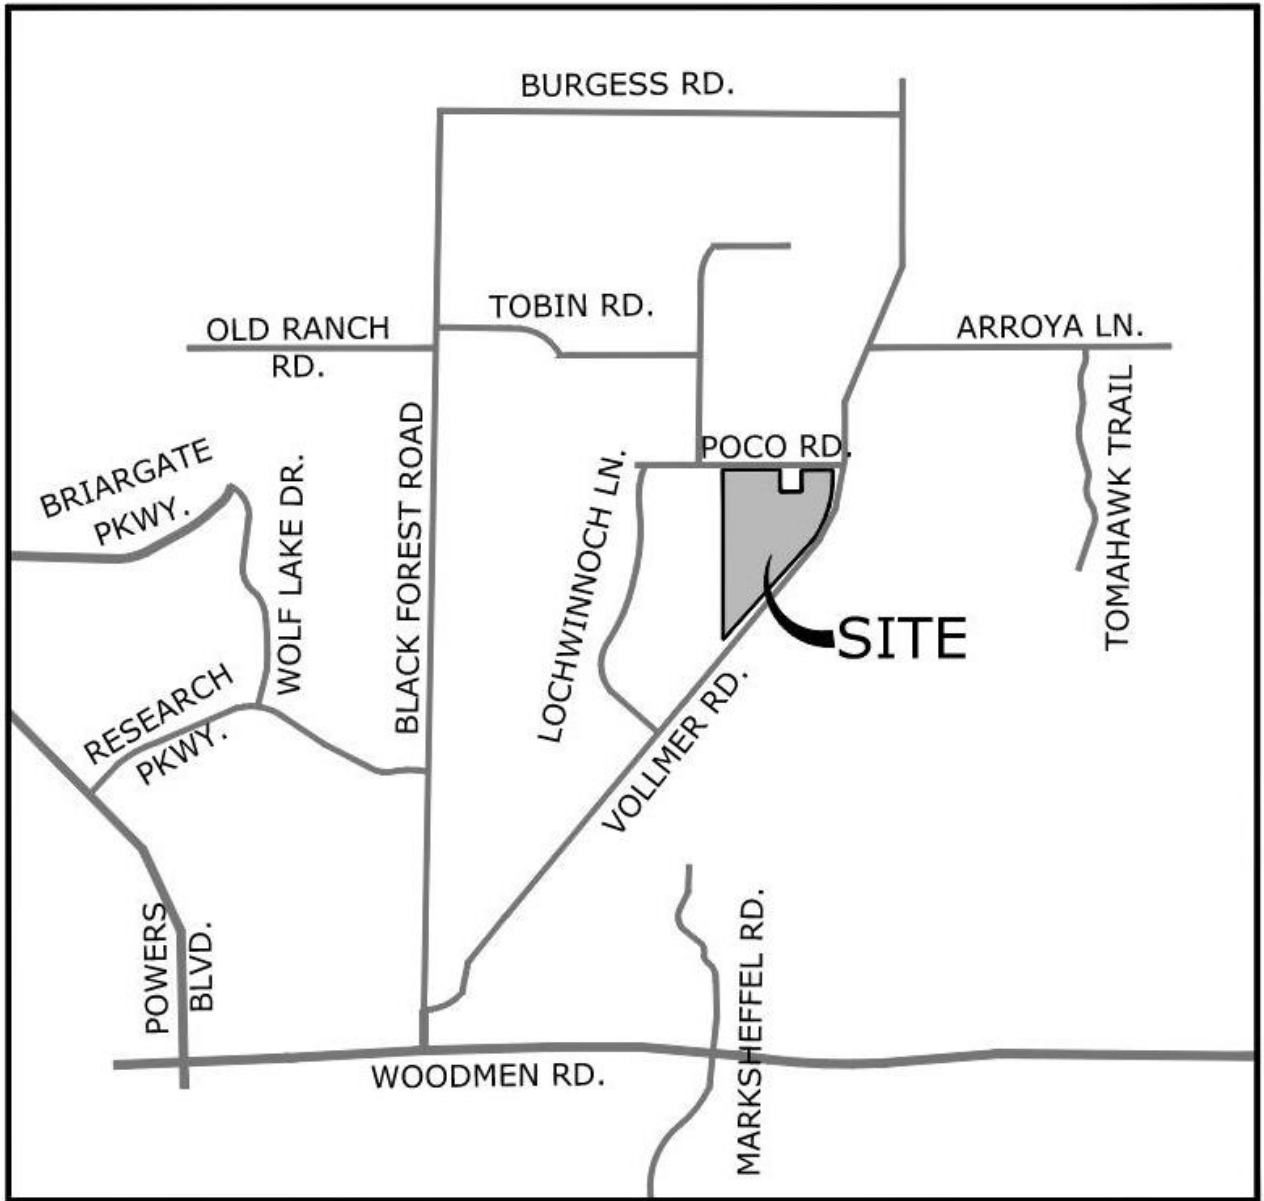 BURGESS RD.
TOBIN RD.
OLD RANCH
RD.
ARROYA LN.
POCO RD.
BRIARGATE
PKWY.
WOLF LAKE DR.
BLACK FOREST ROAD
LOCHWINNOCH LN.
TOMAHAWK TRAIL
SITE
RESEARCH
PKWY.
VOLLMER RD.
POWERS
BLVD.
MARKSHEFFEL RD.
WOODMEN RD.